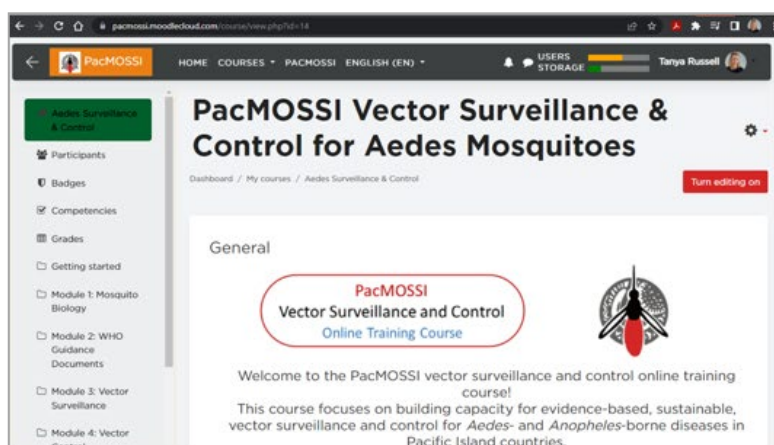 pacmossi.moodlecloud.com/course/view.php?id=14
PacMOSSI
HOME COURSES PACMOSSI ENGLISH (EN)
USERS
STORAGE
Tanya Russell
Aedes Surveillance
& Control
Participants
Badges
Competencies
Grades
Getting started
Module 1: Mosquito
Biology
Module 2: WHO
Guidance
Documents
Module 3: Vector
Surveillance
Module 4: Vector
PacMOSSI Vector Surveillance &
Control for Aedes Mosquitoes
Dashboard / My courses / Aedes Surveillance & Control
Turn editing on
General
PacMOSSI
Vector Surveillance and Control
Online Training Course
Welcome to the PacMOSSI vector surveillance and control online training
course!
This course focuses on building capacity for evidence-based, sustainable,
vector surveillance and control for Aedes- and Anopheles-borne diseases in
Pacific Island countries.